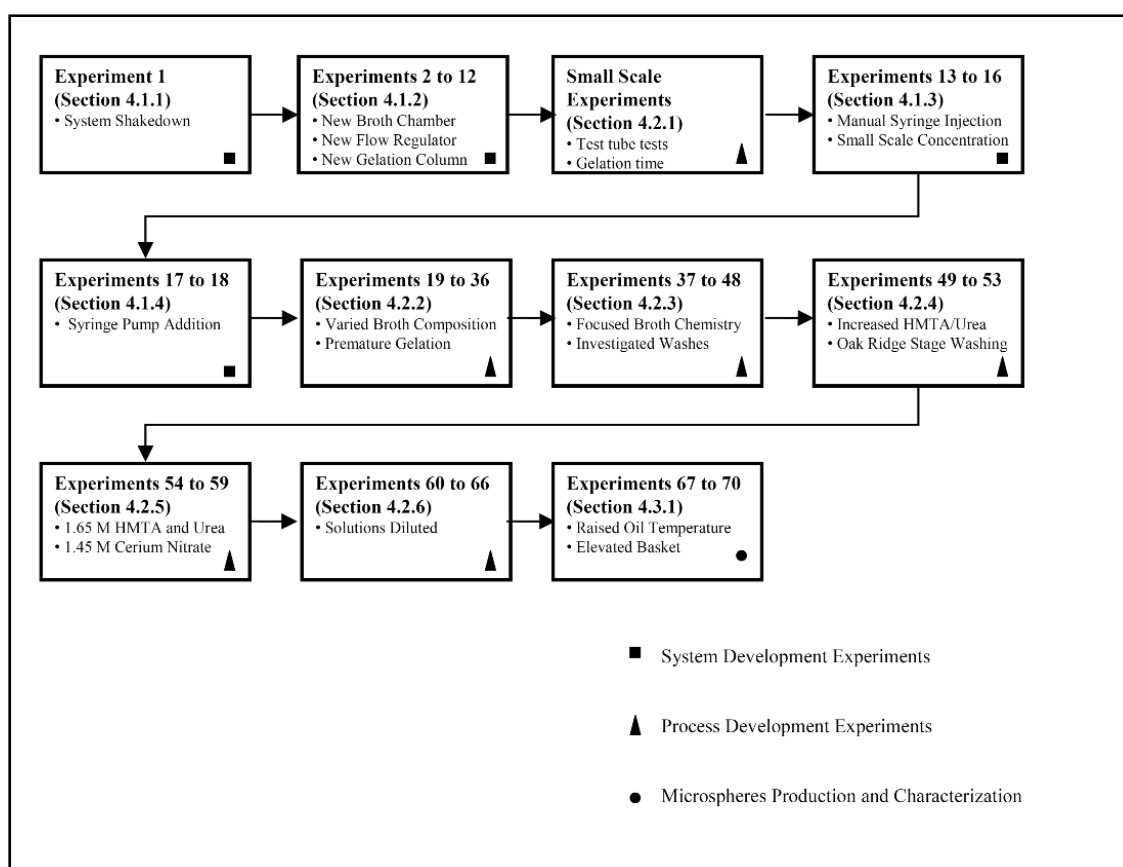 Experiment 1
(Section 4.1.1)
• System Shakedown
Experiments 2 to 12
(Section 4.1.2)
• New Broth Chamber
• New Flow Regulator
• New Gelation Column
Small Scale
Experiments
(Section 4.2.1)
• Test tube tests
• Gelation time
Experiments 13 to 16
(Section 4.1.3)
• Manual Syringe Injection
• Small Scale Concentration
Experiments 17 to 18
(Section 4.1.4)
• Syringe Pump Addition
Experiments 19 to 36
(Section 4.2.2)
• Varied Broth Composition
• Premature Gelation
Experiments 37 to 48
(Section 4.2.3)
• Focused Broth Chemistry
• Investigated Washes
Experiments 49 to 53
(Section 4.2.4)
• Increased HMTA/Urea
• Oak Ridge Stage Washing
Experiments 54 to 59
(Section 4.2.5)
• 1.65 M HMTA and Urea
• 1.45 M Cerium Nitrate
Experiments 60 to 66
(Section 4.2.6)
• Solutions Diluted
Experiments 67 to 70
(Section 4.3.1)
• Raised Oil Temperature
• Elevated Basket
System Development Experiments
Process Development Experiments
Microspheres Production and Characterization